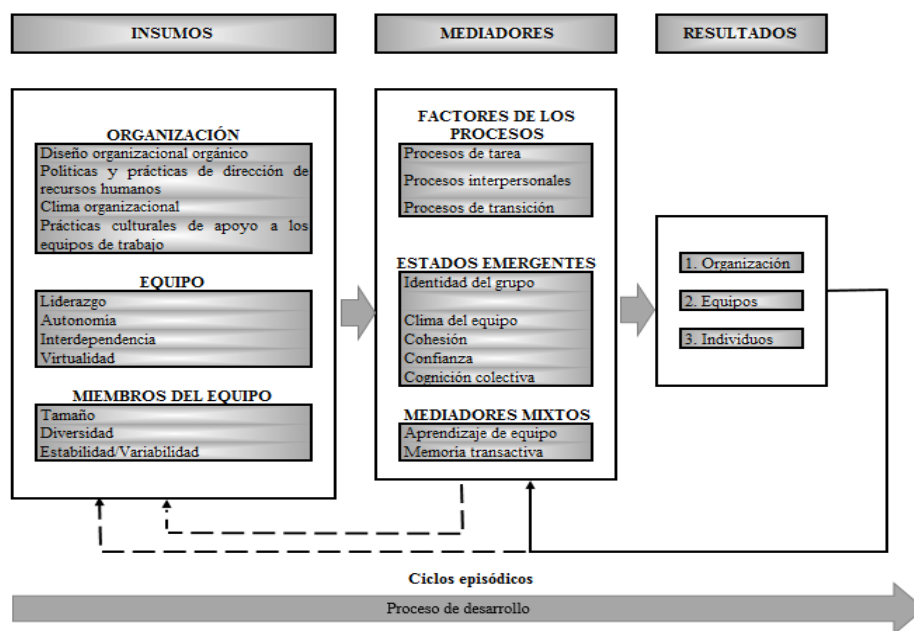 INSUMOS
MEDIADORES
RESULTADOS
ORGANIZACIÓN
Diseño organizacional orgánico
Políticas y prácticas de dirección de
recursos humanos
Clima organizacional
Prácticas culturales de apoyo a los
equipos de trabajo
EQUIPO
Liderazgo
Autonomía
Interdependencia
Virtualidad
MIEMBROS DEL EQUIPO
Tamaño
Diversidad
Estabilidad/Variabilidad
FACTORES DE LOS
PROCESOS
Procesos de tarea
Procesos interpersonales
Procesos de transición
ESTADOS EMERGENTES
Identidad del grupo
Clima del equipo
Cohesión
Confianza
Cognición colectiva
MEDIADORES MIXTOS
Aprendizaje de equipo
Memoria transactiva
1. Organización
2. Equipos
3. Individuos
Ciclos episódicos
Proceso de desarrollo